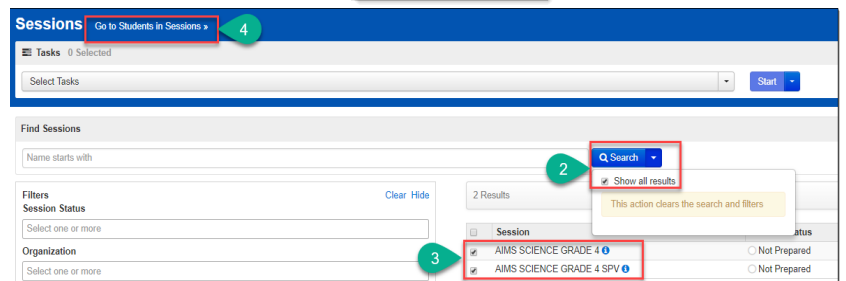 Sessions Go to Students in Sessions » 4
Tasks 0 Selected
Select Tasks Start
Find Sessions
Name starts with 2 Search
Show all results
This action clears the search and filters
Filters Clear Hide 2 Results
Session Status
Select one or more
Session atus
Organization 3 AIMS SCIENCE GRADE 4 Not Prepared
Select one or more AIMS SCIENCE GRADE 4 SPV Not Prepared